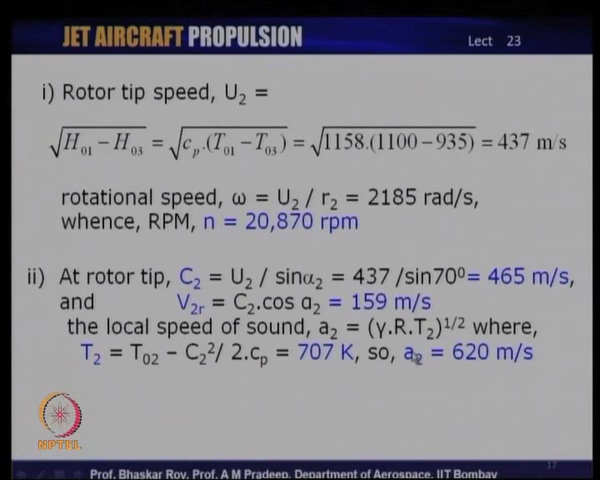 JET AIRCRAFT PROPULSION
Lect 23
i) Rotor tip speed, U₂ =
√(H₀₁ − H₀₃) = √(cₚ.(T₀₁ − T₀₃)) = √(1158.(1100 − 935)) = 437 m/s
rotational speed, ω = U₂ / r₂ = 2185 rad/s,
whence, RPM, n = 20,870 rpm
ii) At rotor tip, C₂ = U₂ / sinα₂ = 437 /sin70⁰= 465 m/s,
and V₂ᵣ = C₂.cos α₂ = 159 m/s
the local speed of sound, a₂ = (γ.R.T₂)¹ᐟ² where,
T₂ = T₀₂ – C₂²/ 2.cₚ = 707 K, so, a₂ = 620 m/s
NPTEL
17
Prof. Bhaskar Roy, Prof. A M Pradeep, Department of Aerospace, IIT Bombay